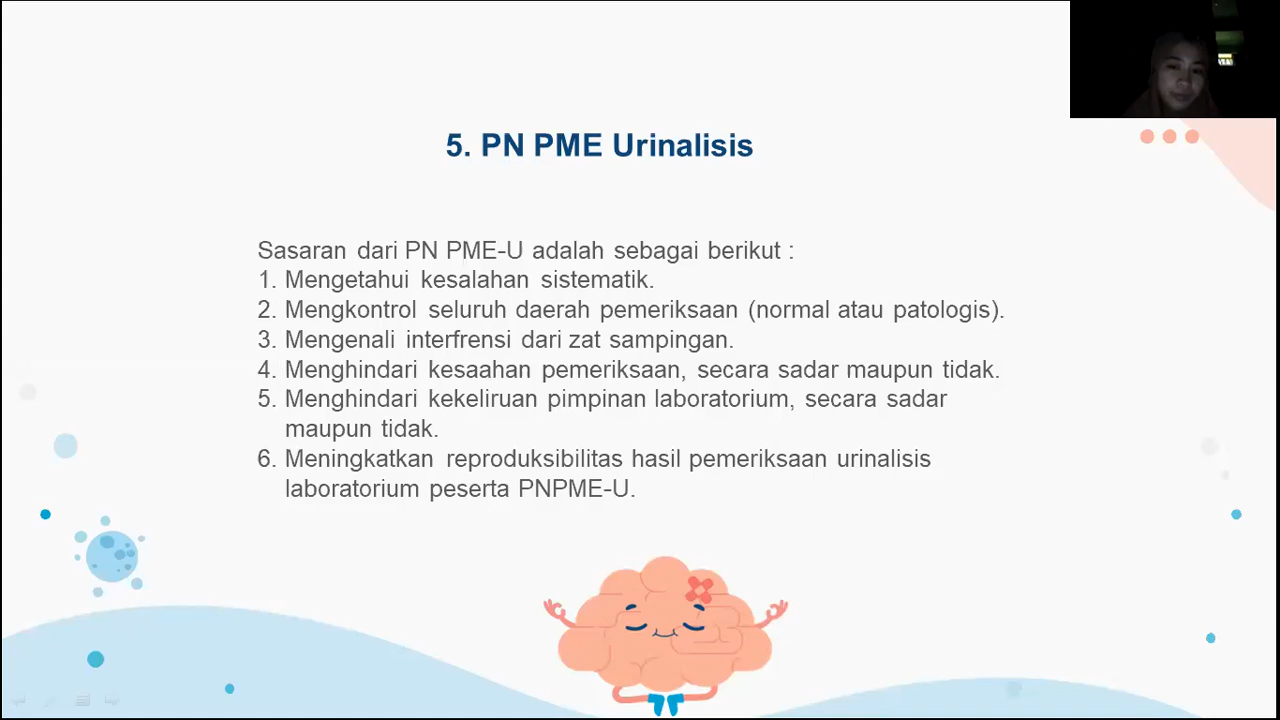 5. PN PME Urinalisis
Sasaran dari PN PME-U adalah sebagai berikut :
1. Mengetahui kesalahan sistematik.
2. Mengkontrol seluruh daerah pemeriksaan (normal atau patologis).
3. Mengenali interfrensi dari zat sampingan.
4. Menghindari kesaahan pemeriksaan, secara sadar maupun tidak.
5. Menghindari kekeliruan pimpinan laboratorium, secara sadar
maupun tidak.
6. Meningkatkan reproduksibilitas hasil pemeriksaan urinalisis
laboratorium peserta PNPME-U.